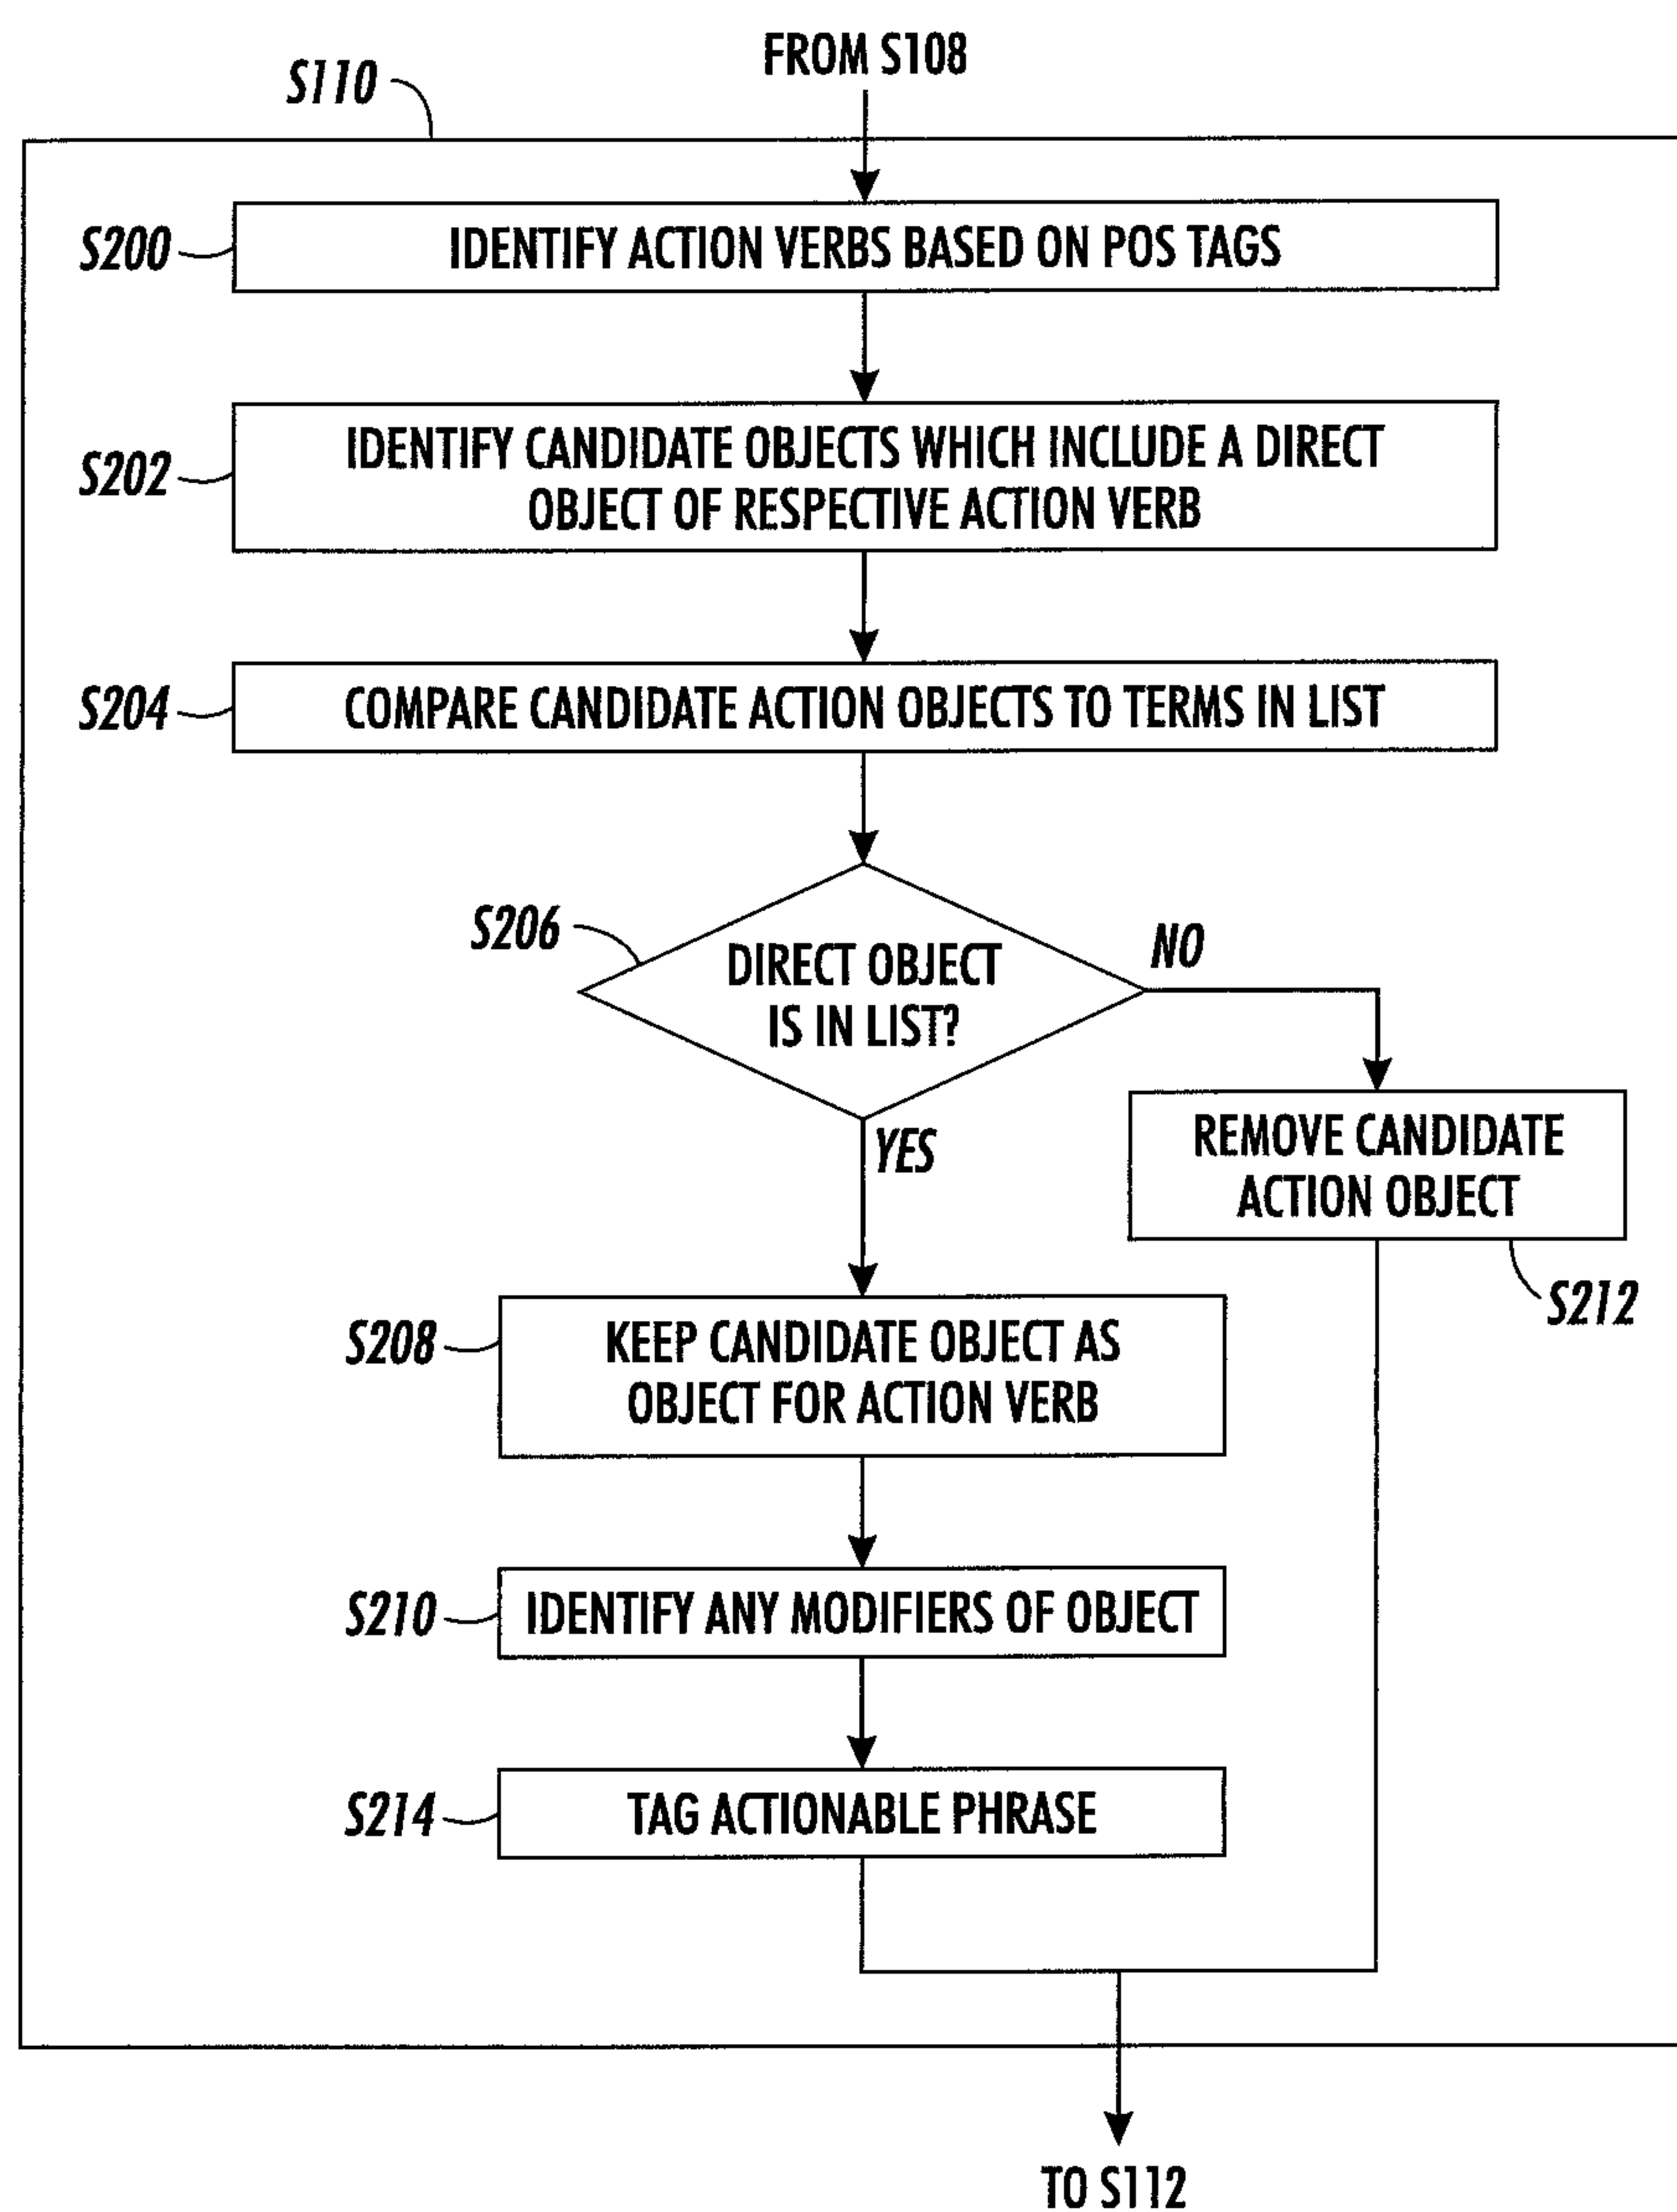 FROM S108
S110
S200
IDENTIFY ACTION VERBS BASED ON POS TAGS
S202
IDENTIFY CANDIDATE OBJECTS WHICH INCLUDE A DIRECT
OBJECT OF RESPECTIVE ACTION VERB
S204
COMPARE CANDIDATE ACTION OBJECTS TO TERMS IN LIST
S206
DIRECT OBJECT
IS IN LIST?
NO
YES
REMOVE CANDIDATE
ACTION OBJECT
S212
S208
KEEP CANDIDATE OBJECT AS
OBJECT FOR ACTION VERB
S210
IDENTIFY ANY MODIFIERS OF OBJECT
S214
TAG ACTIONABLE PHRASE
TO S112